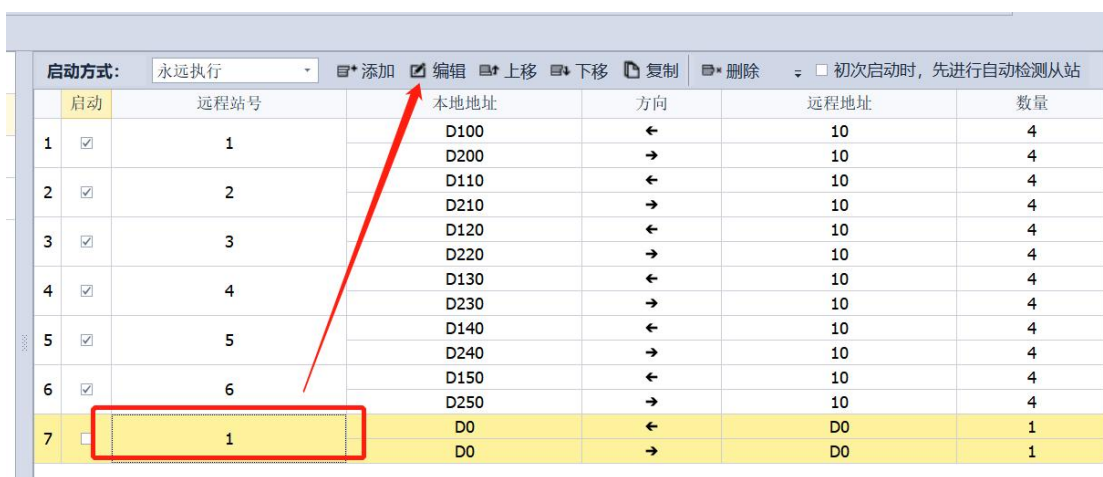 启动方式： 永远执行 添加 编辑 上移 下移 复制 删除 初次启动时，先进行自动检测从站
启动 远程站号 本地地址 方向 远程地址 数量
1 1 D100 ← 10 4
D200 → 10 4
2 2 D110 ← 10 4
D210 → 10 4
3 3 D120 ← 10 4
D220 → 10 4
4 4 D130 ← 10 4
D230 → 10 4
5 5 D140 ← 10 4
D240 → 10 4
6 6 D150 ← 10 4
D250 → 10 4
7 1 D0 ← D0 1
D0 → D0 1